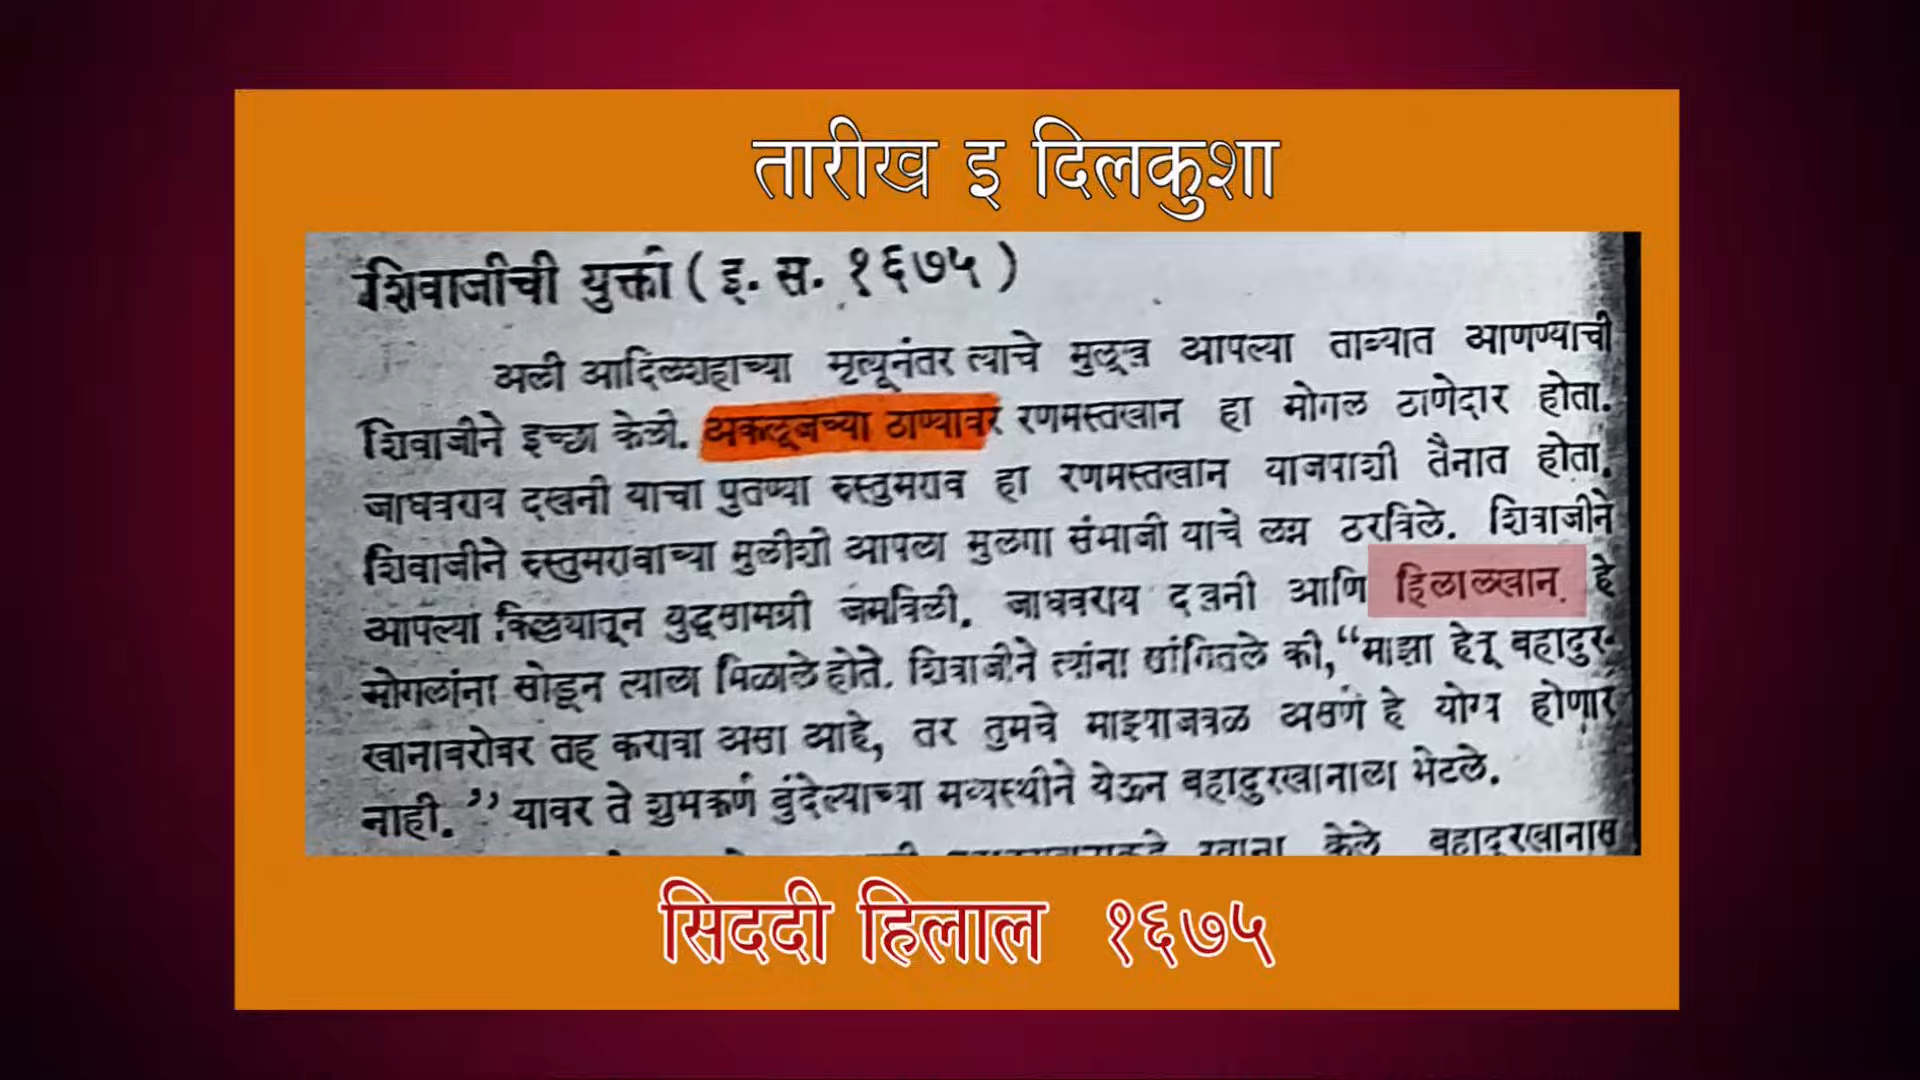 तारीख इ दिलकुशा
शिवाजीची युक्ती ( इ. स. १६७५ )
अली आदिलशहाच्या मृत्यूनंतर त्याचे मुलूख आपल्या ताब्यात आणण्याची
शिवाजीने इच्छा केली. अकलूजच्या ठाण्यावर रणमस्तखान हा मोगल ठाणेदार होता.
जाधवराय दखनी याचा पुतण्या रुस्तुमराव हा रणमस्तखान याजपाशी तैनात होता.
शिवाजीने रुस्तुमरावाच्या मुलीशी आपला मुलगा संभाजी याचे लग्न ठरविले. शिवाजीने
आपल्या किल्ल्यातून युद्धसामग्री जमविली. जाधवराय दखनी आणि हिलालखान हे
मोगलांना सोडून त्याला मिळाले होते. शिवाजीने त्यांना सांगितले की, “माझा हेतू बहादुर-
खानाबरोबर तह करावा असा आहे, तर तुमचे माझ्याजवळ असणे हे योग्य होणार
नाही.” यावर ते शुभकर्ण बुंदेल्याच्या मध्यस्थीने येऊन बहादुरखानाला भेटले.
रवाना केले बहादुरखानास
सिददी हिलाल १६७५